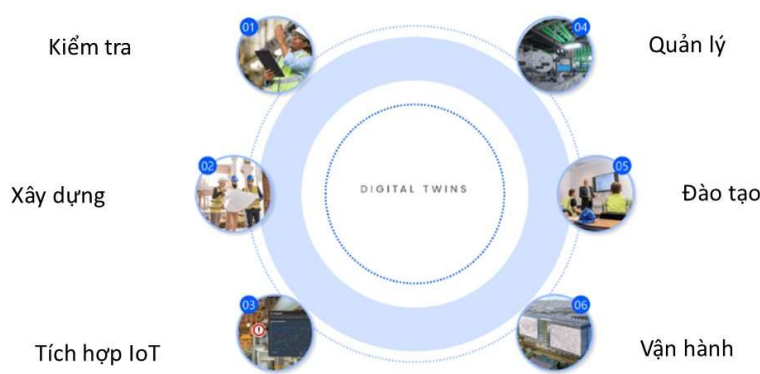 01
Kiểm tra
04
Quản lý
02
Xây dựng
DIGITAL TWINS
05
Đào tạo
03
Tích hợp IoT
06
Vận hành